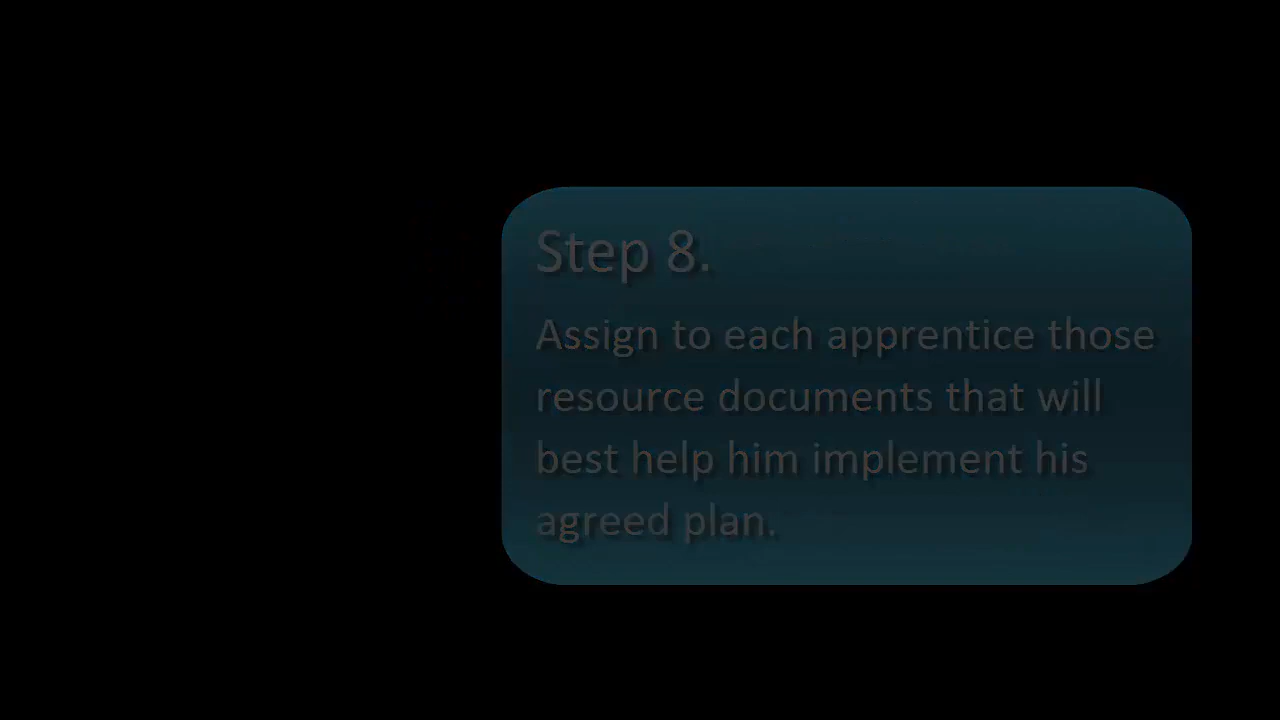 Step 8.
Assign to each apprentice those
resource documents that will
best help him implement his
agreed plan.